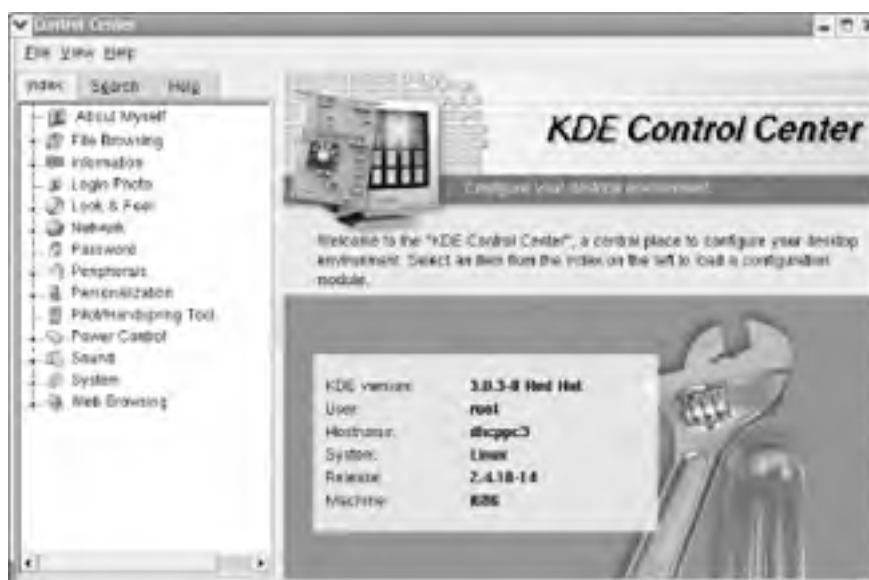 Control Center
File View Help
Index Search Help
About Myself
File Browsing
Information
Login Photo
Look & Feel
Network
Password
Peripherals
Personalization
Pilot/Handspring Tool
Power Control
Sound
System
Web Browsing
KDE Control Center
Configure your desktop environment
Welcome to the "KDE Control Center", a central place to configure your desktop
environment. Select an item from the index on the left to load a configuration
module.
KDE version: 3.0.3-8 Red Hat
User: root
Hostname: dhcppc3
System: Linux
Release: 2.4.18-14
Machine: i686